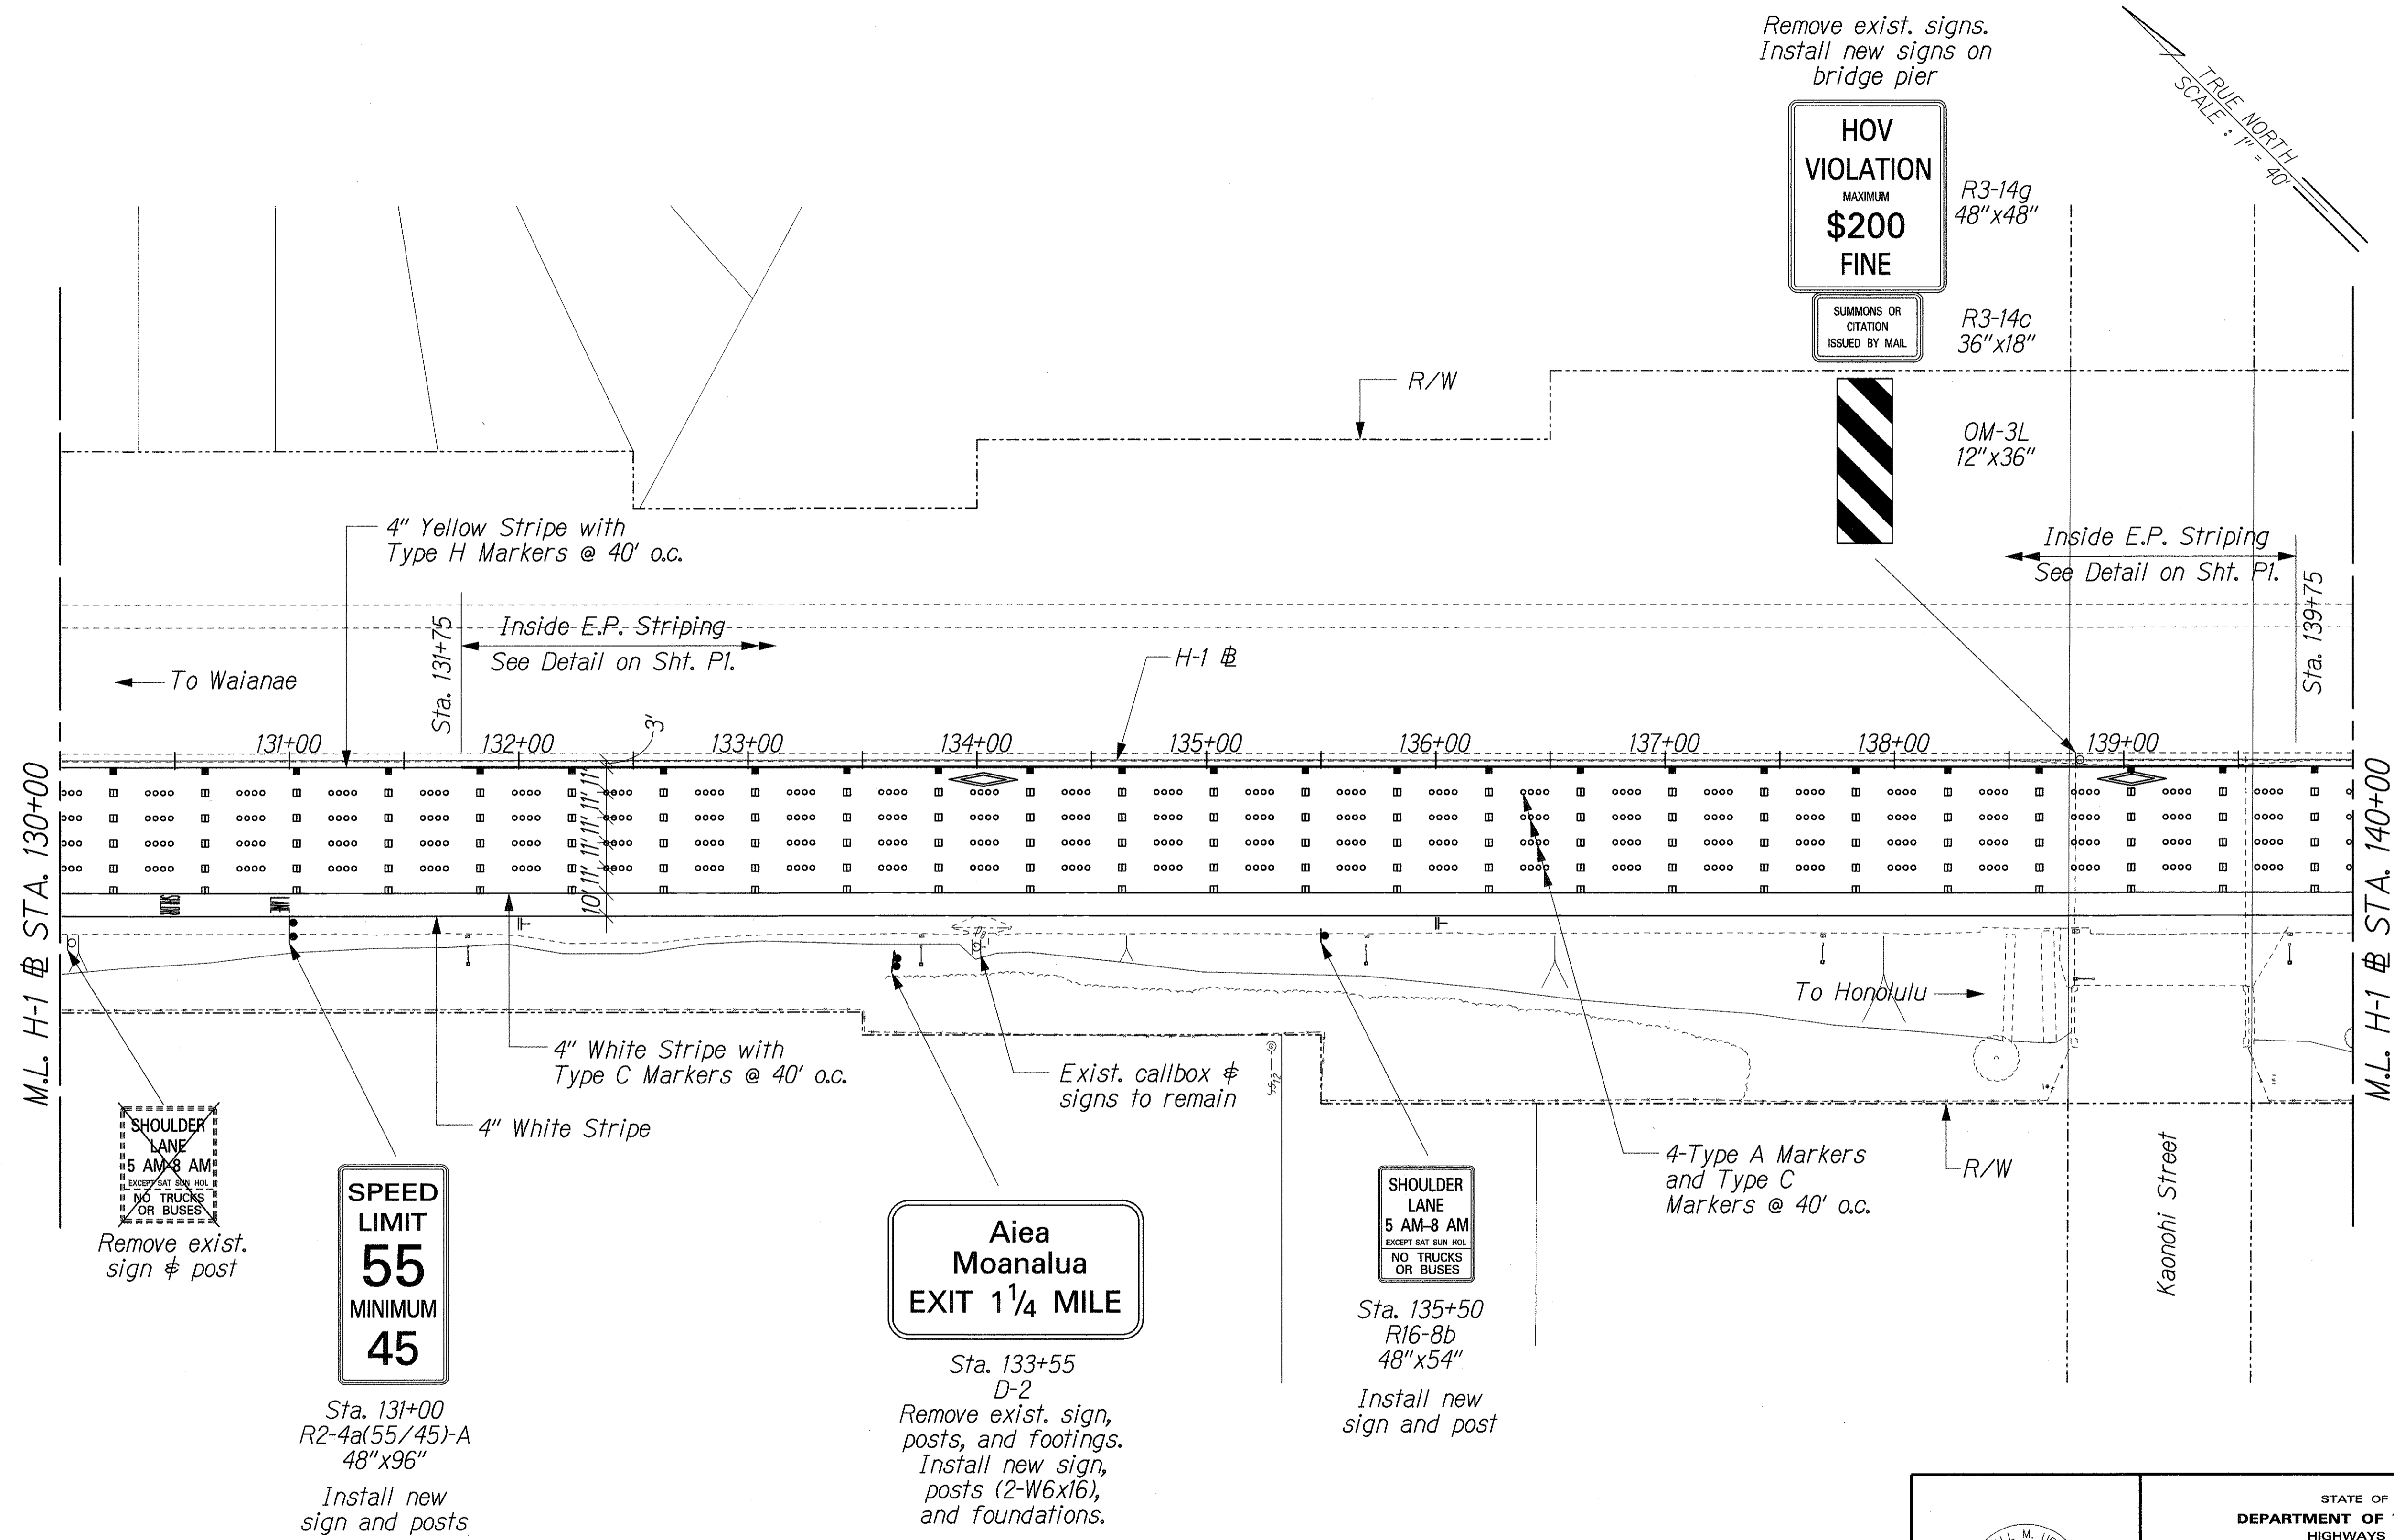 Remove exist. signs.
Install new signs on
bridge pier
TRUE NORTH
SCALE : 1" = 40'
HOV
VIOLATION
MAXIMUM
$200
FINE
R3-14g
48"x48"
SUMMONS OR
CITATION
ISSUED BY MAIL
R3-14c
36"x18"
R/W
OM-3L
12"x36"
4" Yellow Stripe with
Type H Markers @ 40' o.c.
Inside E.P. Striping
See Detail on Sht. P1.
Sta. 139+75
Sta. 131+75
Inside E.P. Striping
See Detail on Sht. P1.
To Waianae
H-1 BL
3'
131+00 132+00 133+00 134+00 135+00 136+00 137+00 138+00 139+00
M.L. H-1 BL STA. 130+00
M.L. H-1 BL STA. 140+00
11'
11'
11'
11'
11'
10'
SHLDR
LANE
To Honolulu
4" White Stripe with
Type C Markers @ 40' o.c.
4" White Stripe
Exist. callbox &
signs to remain
4-Type A Markers
and Type C
Markers @ 40' o.c.
R/W
Kaonohi Street
SHOULDER
LANE
5 AM-8 AM
EXCEPT SAT SUN HOL
NO TRUCKS
OR BUSES
Remove exist.
sign & post
SPEED
LIMIT
55
MINIMUM
45
Sta. 131+00
R2-4a(55/45)-A
48"x96"
Install new
sign and posts
Aiea
Moanalua
EXIT 1 1/4 MILE
Sta. 133+55
D-2
Remove exist. sign,
posts, and footings.
Install new sign,
posts (2-W6x16),
and foundations.
SHOULDER
LANE
5 AM-8 AM
EXCEPT SAT SUN HOL
NO TRUCKS
OR BUSES
Sta. 135+50
R16-8b
48"x54"
Install new
sign and post
STATE OF
DEPARTMENT OF
HIGHWAYS